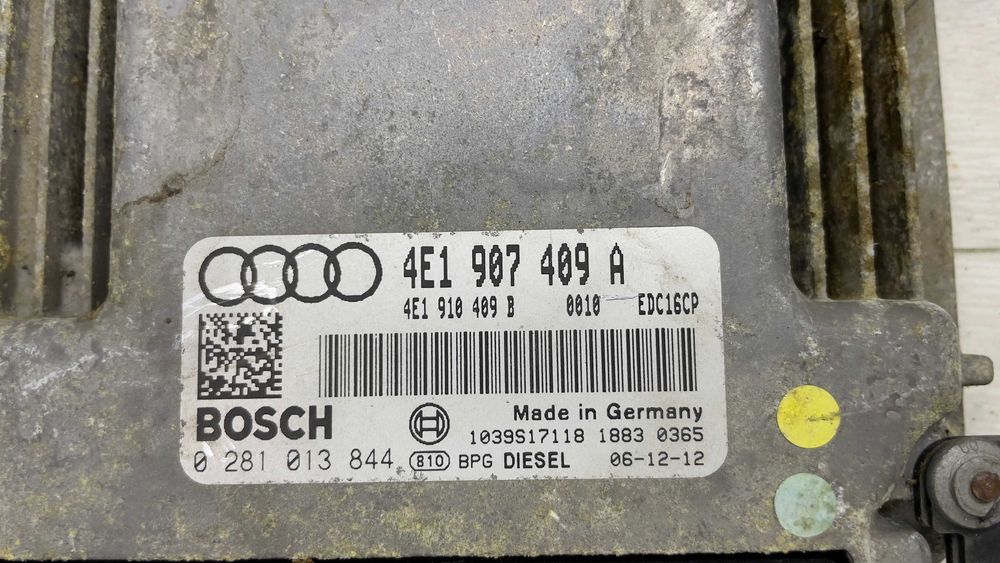 4E1 907 409 A
4E1 910 409 B 0010 EDC16CP
BOSCH
Made in Germany
1039S17118 1883 0365
0 281 013 844 810 BPG DIESEL 06-12-12